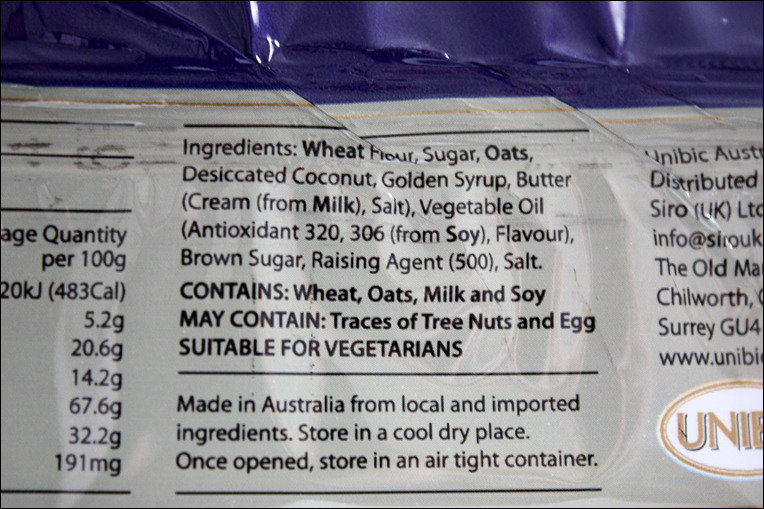 age Quantity
per 100g
20kJ (483Cal)
5.2g
20.6g
14.2g
67.6g
32.2g
191mg
Ingredients: Wheat Flour, Sugar, Oats,
Desiccated Coconut, Golden Syrup, Butter
(Cream (from Milk), Salt), Vegetable Oil
(Antioxidant 320, 306 (from Soy), Flavour),
Brown Sugar, Raising Agent (500), Salt.
CONTAINS: Wheat, Oats, Milk and Soy
MAY CONTAIN: Traces of Tree Nuts and Egg
SUITABLE FOR VEGETARIANS
Made in Australia from local and imported
ingredients. Store in a cool dry place.
Once opened, store in an air tight container.
Unibic Aust
Distributed
Siro (UK) Ltd
info@sirouk
The Old Ma
Chilworth,
Surrey GU4
www.unibi
UNIB